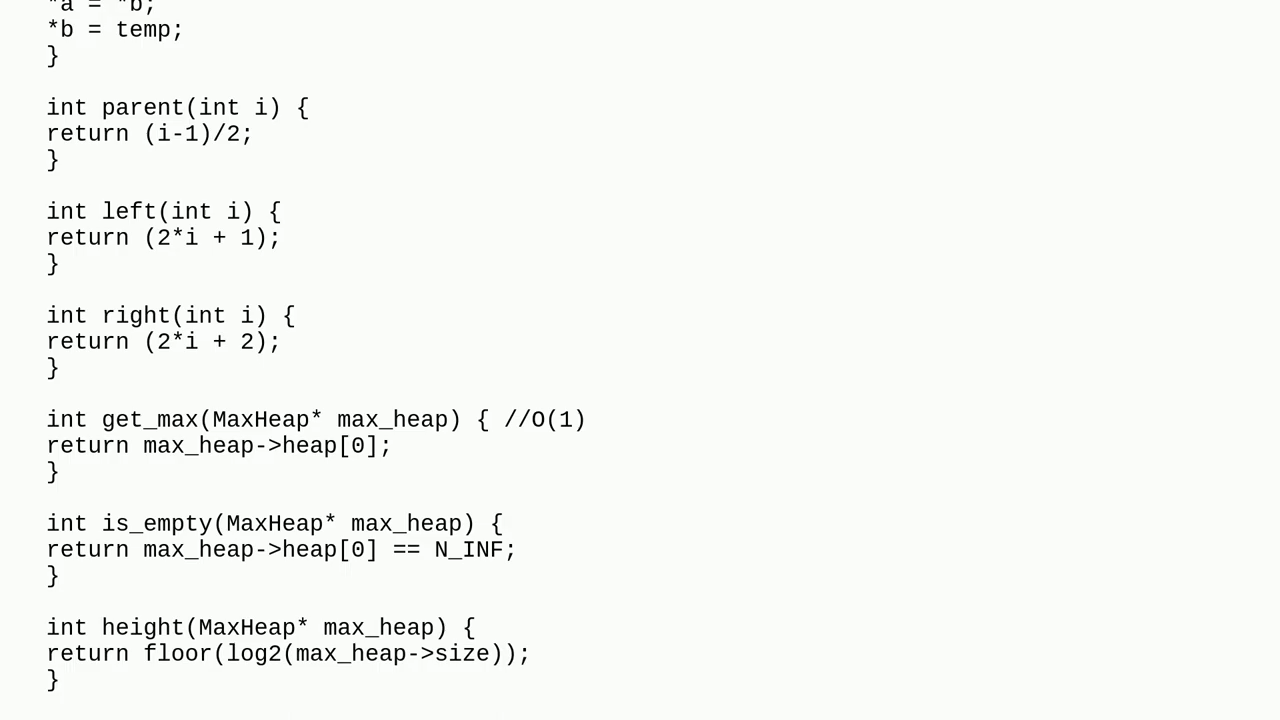 *a = *b;
*b = temp;
}

int parent(int i) {
return (i-1)/2;
}

int left(int i) {
return (2*i + 1);
}

int right(int i) {
return (2*i + 2);
}

int get_max(MaxHeap* max_heap) { //O(1)
return max_heap->heap[0];
}

int is_empty(MaxHeap* max_heap) {
return max_heap->heap[0] == N_INF;
}

int height(MaxHeap* max_heap) {
return floor(log2(max_heap->size));
}